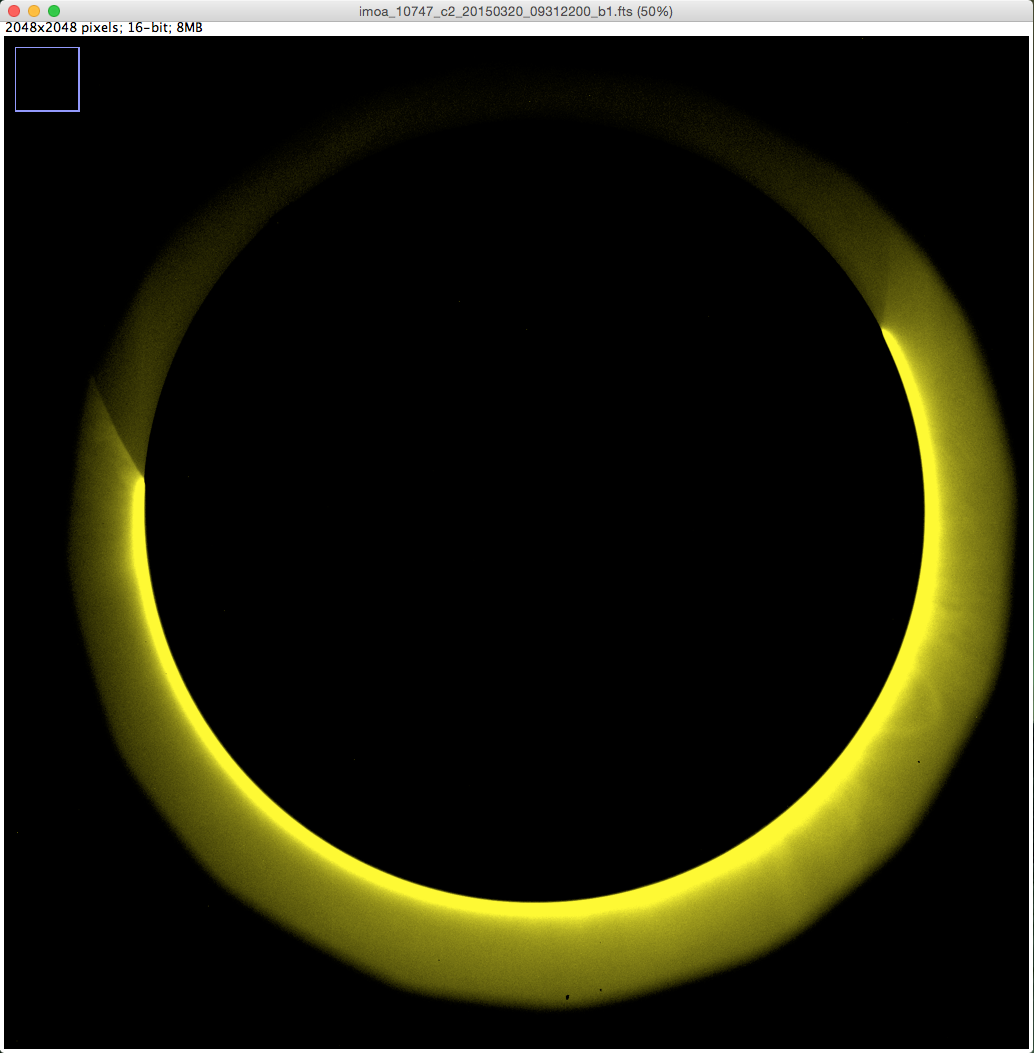 imoa_10747_c2_20150320_09312200_b1.fts (50%)
2048x2048 pixels; 16-bit; 8MB